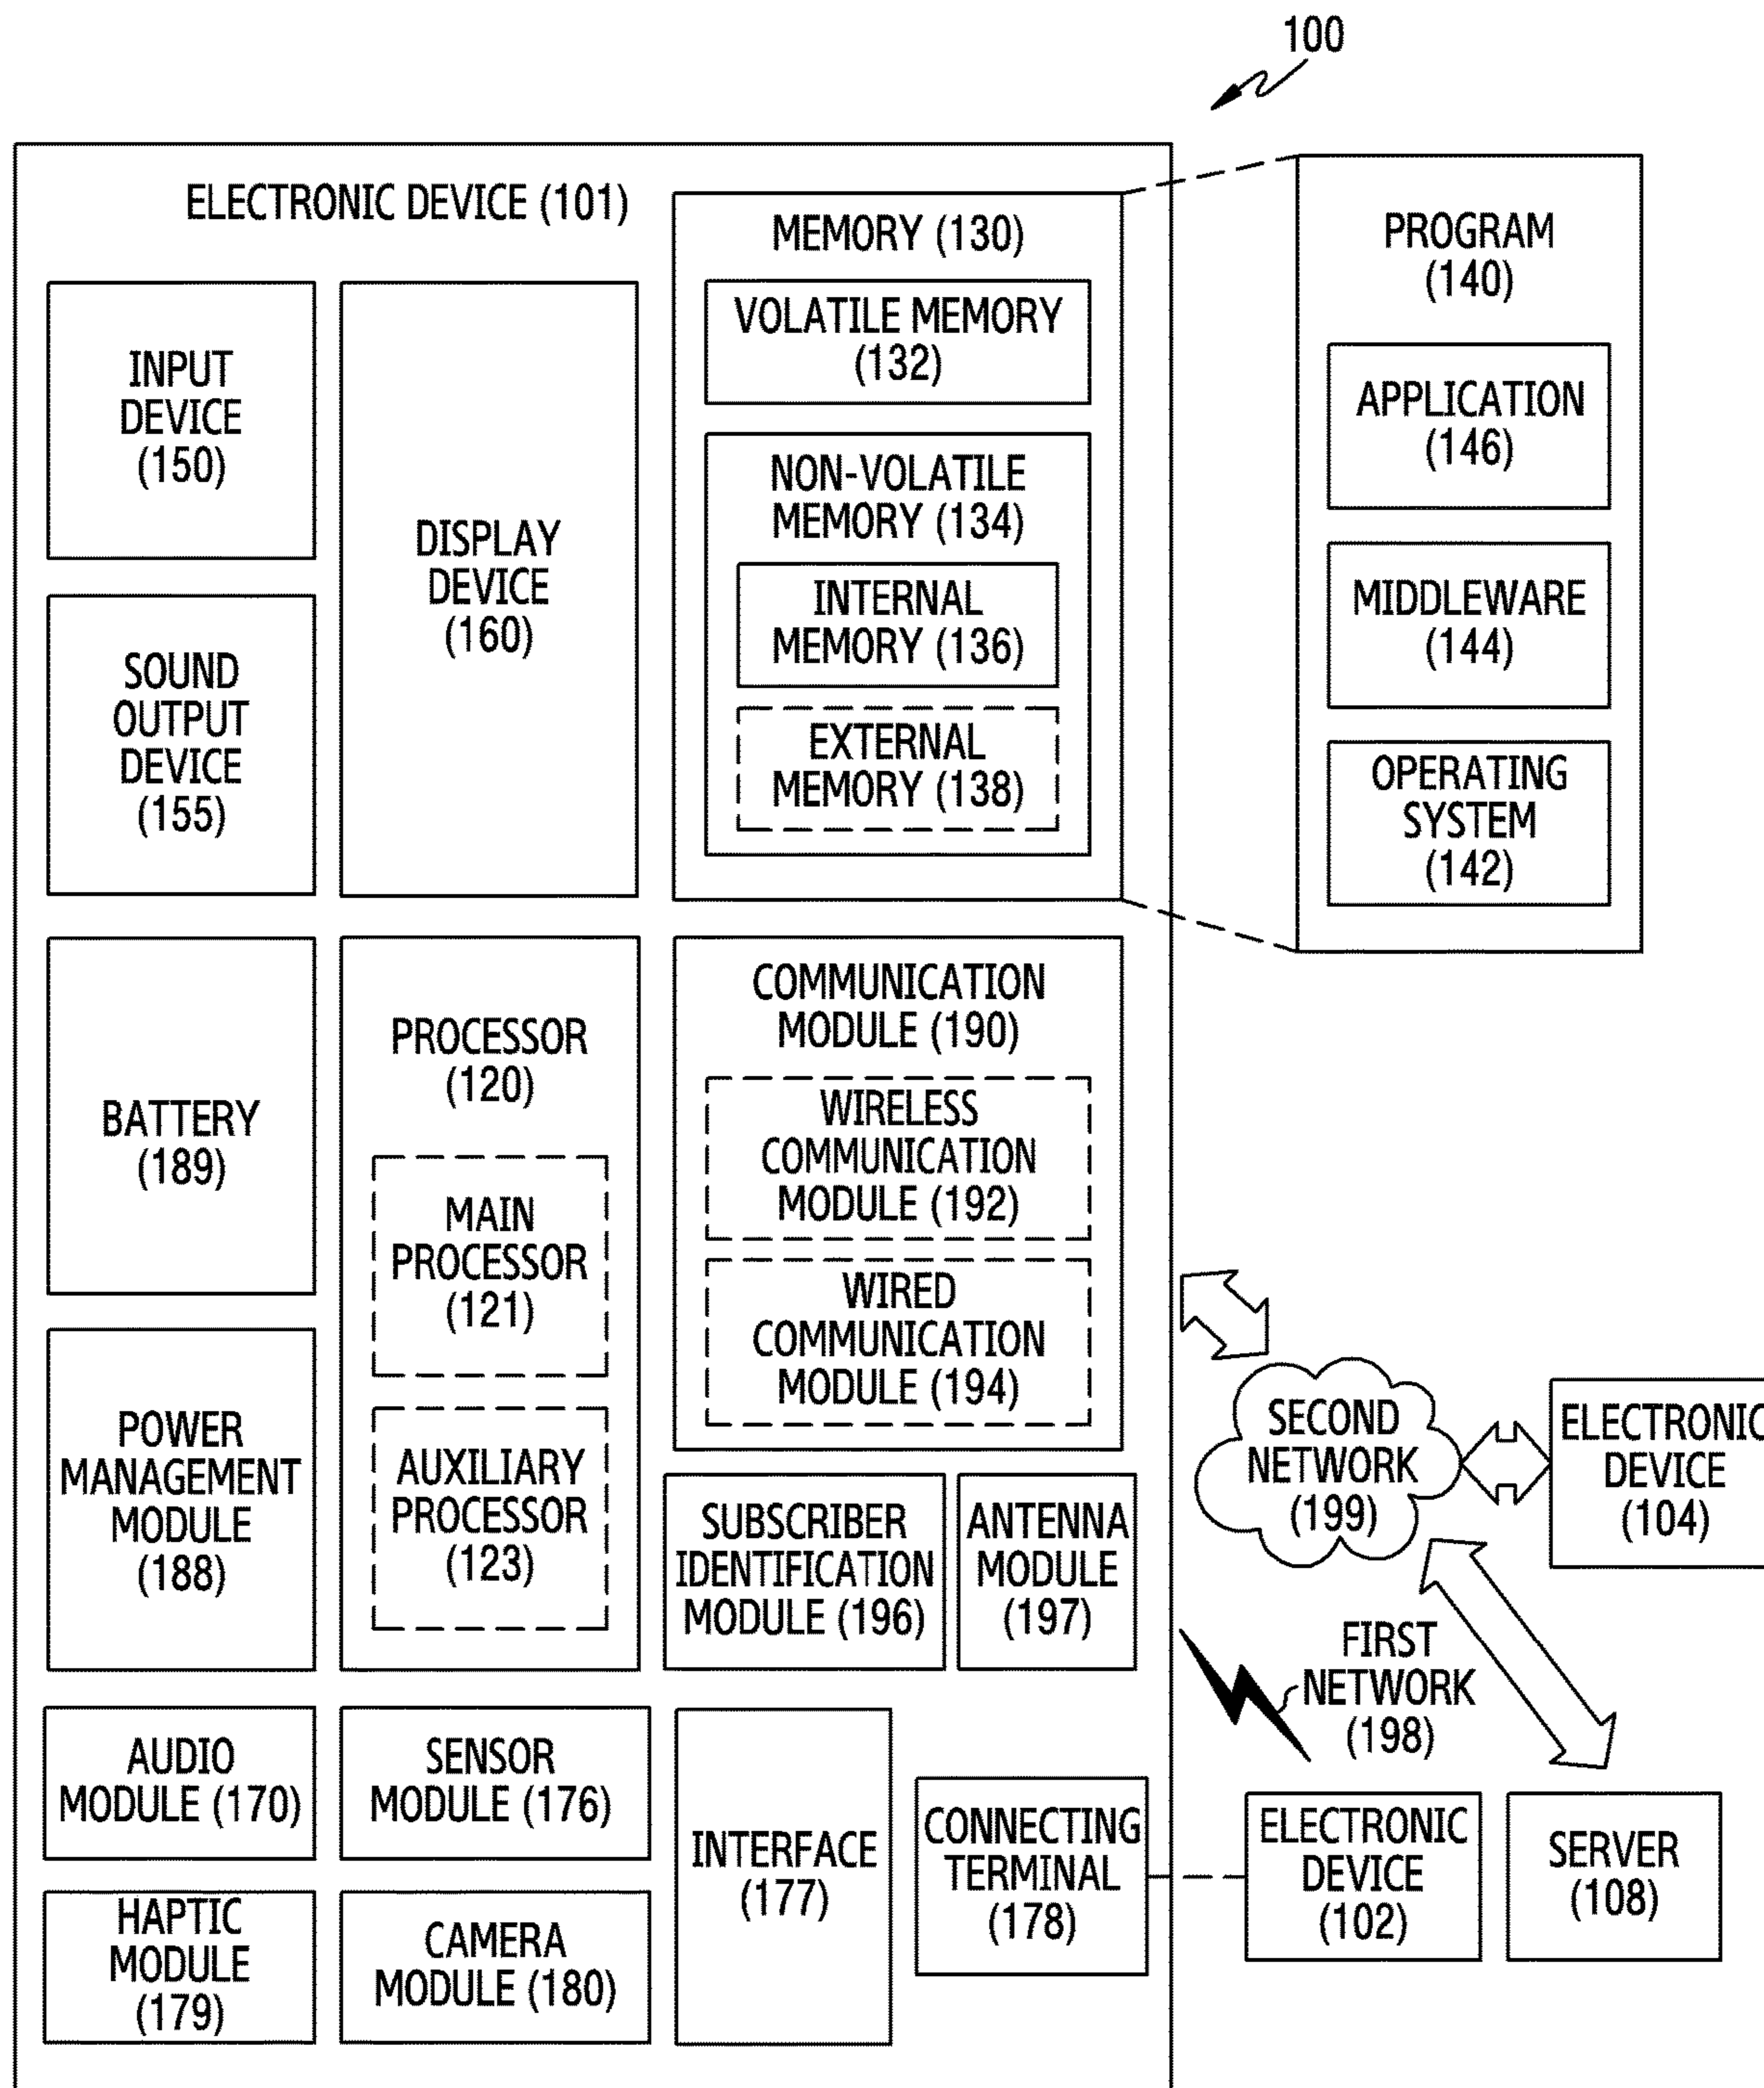 100
ELECTRONIC DEVICE (101)
INPUT
DEVICE
(150)
SOUND
OUTPUT
DEVICE
(155)
DISPLAY
DEVICE
(160)
MEMORY (130)
VOLATILE MEMORY
(132)
NON-VOLATILE
MEMORY (134)
INTERNAL
MEMORY (136)
EXTERNAL
MEMORY (138)
PROGRAM
(140)
APPLICATION
(146)
MIDDLEWARE
(144)
OPERATING
SYSTEM
(142)
BATTERY
(189)
POWER
MANAGEMENT
MODULE
(188)
PROCESSOR
(120)
MAIN
PROCESSOR
(121)
AUXILIARY
PROCESSOR
(123)
COMMUNICATION
MODULE (190)
WIRELESS
COMMUNICATION
MODULE (192)
WIRED
COMMUNICATION
MODULE (194)
SUBSCRIBER
IDENTIFICATION
MODULE (196)
ANTENNA
MODULE
(197)
SECOND
NETWORK
(199)
ELECTRONIC
DEVICE
(104)
FIRST
NETWORK
(198)
AUDIO
MODULE (170)
SENSOR
MODULE (176)
HAPTIC
MODULE
(179)
CAMERA
MODULE (180)
INTERFACE
(177)
CONNECTING
TERMINAL
(178)
ELECTRONIC
DEVICE
(102)
SERVER
(108)